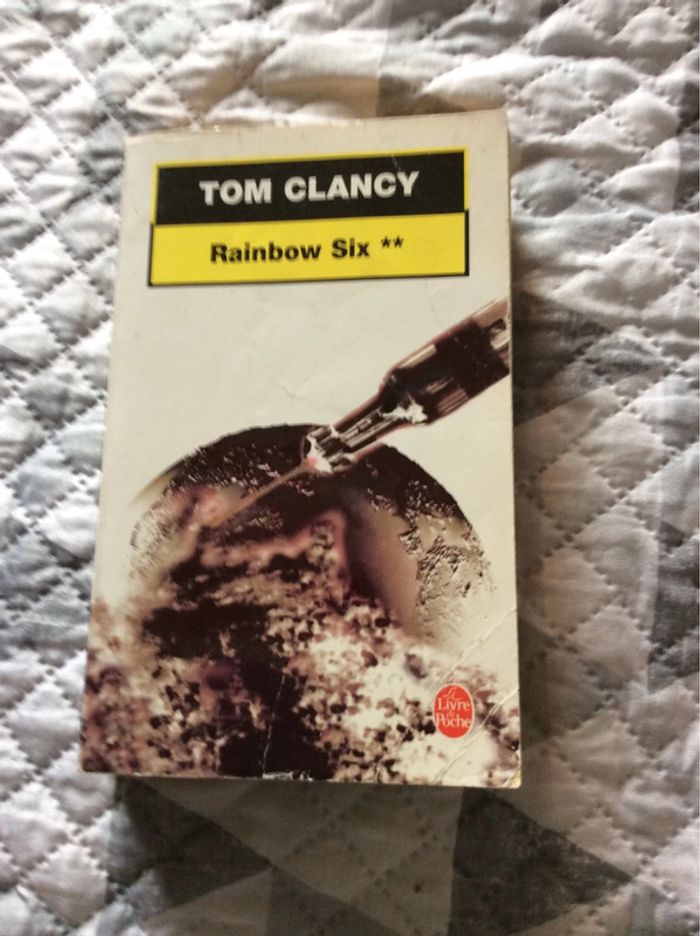 TOM CLANCY
Rainbow Six **
Le
Livre
de
Poche